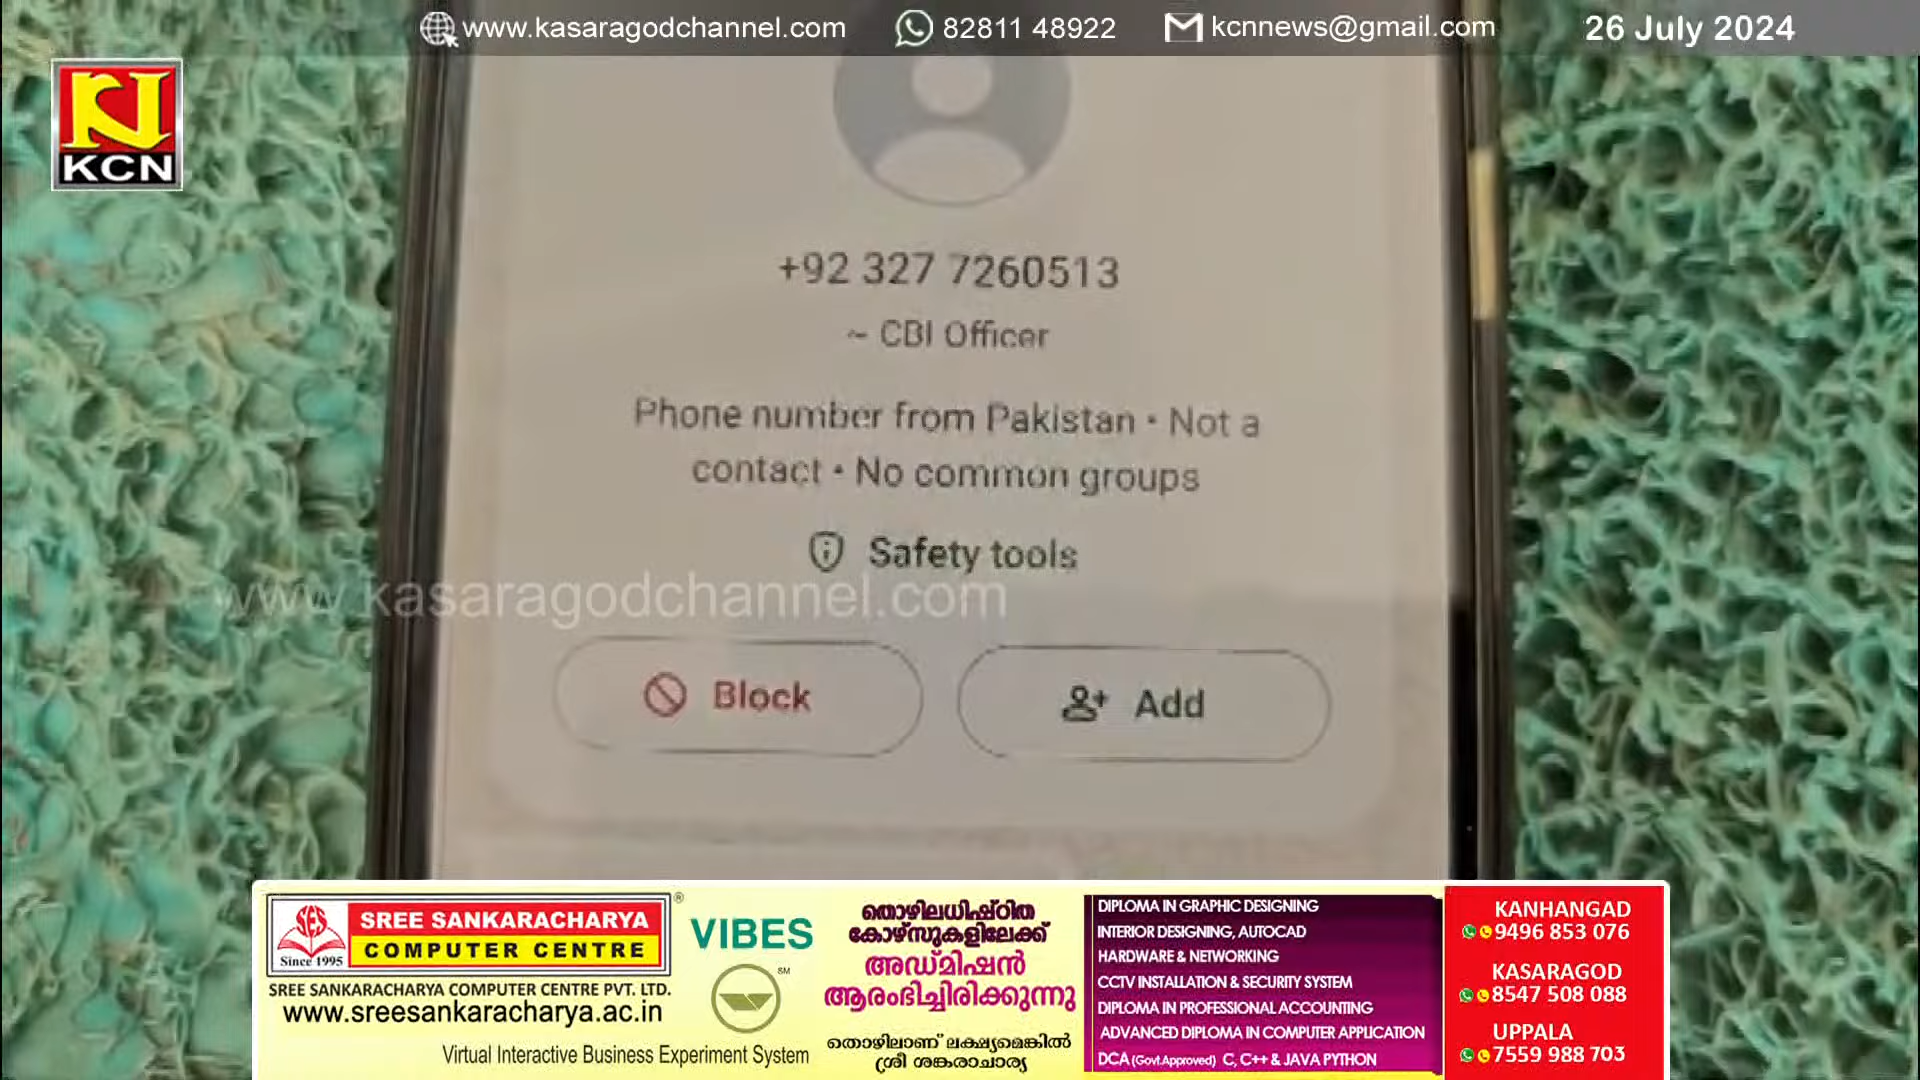 www.kasaragodchannel.com
82811 48922
kcnnews@gmail.com
26 July 2024
KCN
+92 327 7260513
~ CBI Officer
Phone number from Pakistan • Not a
contact • No common groups
Safety tools
www.kasaragodchannel.com
Block
Add
SES
Since 1995
SREE SANKARACHARYA
COMPUTER CENTRE
®
SREE SANKARACHARYA COMPUTER CENTRE PVT. LTD.
www.sreesankaracharya.ac.in
VIBES
SM
Virtual Interactive Business Experiment System
തൊഴിലധിഷ്ഠിത
കോഴ്സുകളിലേക്ക്
അഡ്മിഷൻ
ആരംഭിച്ചിരിക്കുന്നു
തൊഴിലാണ് ലക്ഷ്യമെങ്കിൽ
ശ്രീ ശങ്കരാചാര്യ
DIPLOMA IN GRAPHIC DESIGNING
INTERIOR DESIGNING, AUTOCAD
HARDWARE & NETWORKING
CCTV INSTALLATION & SECURITY SYSTEM
DIPLOMA IN PROFESSIONAL ACCOUNTING
ADVANCED DIPLOMA IN COMPUTER APPLICATION
DCA (Govt.Approved) C, C++ & JAVA PYTHON
KANHANGAD
9496 853 076
KASARAGOD
8547 508 088
UPPALA
7559 988 703